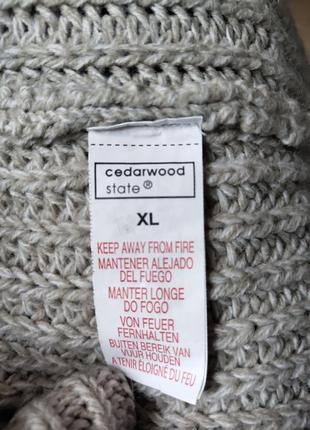 cedarwood
state®
XL
KEEP AWAY FROM FIRE
MANTENER ALEJADO
DEL FUEGO
MANTER LONGE
DO FOGO
VON FEUER
FERNHALTEN
BUITEN BEREIK VAN
VUUR HOUDEN
A TENIR ÉLOIGNÉ DU FEU